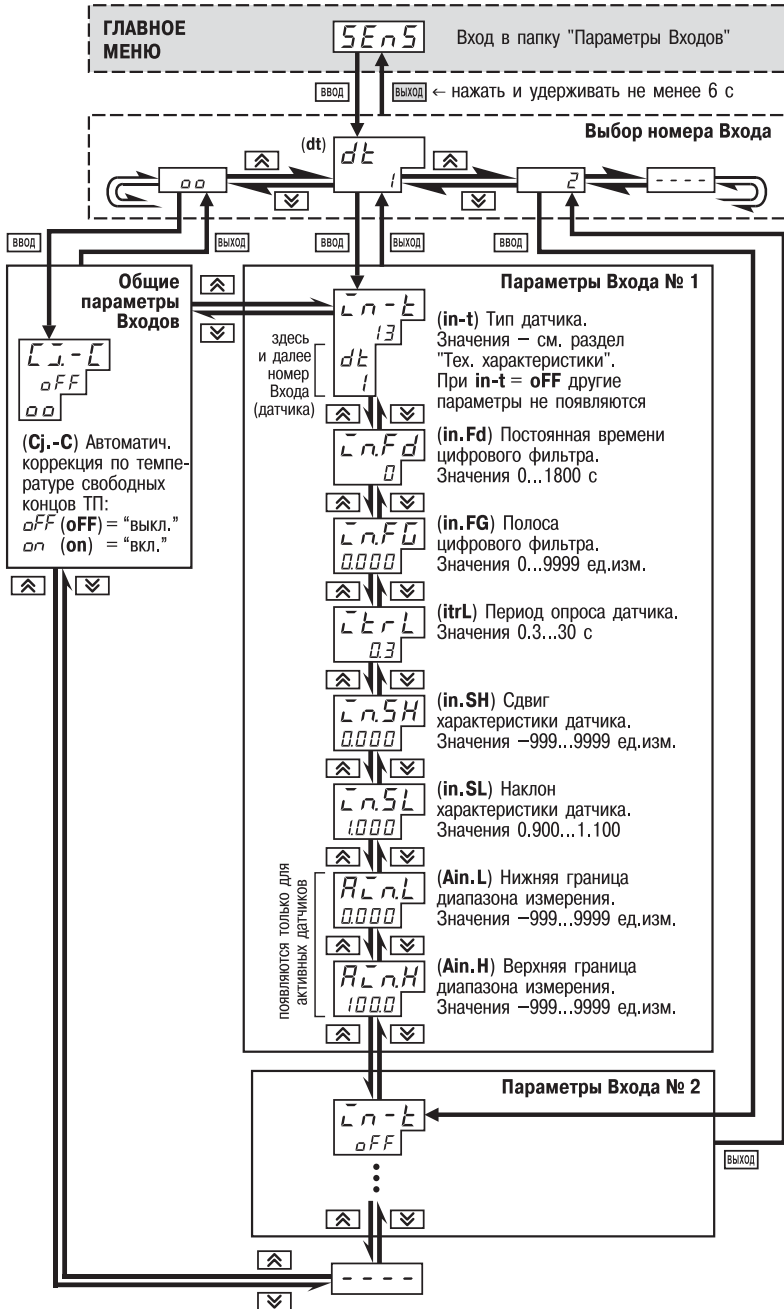 ГЛАВНОЕ
МЕНЮ
SEnS
Вход в папку "Параметры Входов"
ввод
выход
← нажать и удерживать не менее 6 с
Выбор номера Входа
(dt)
dt
1
oo
2
- - - -
ввод
выход
ввод
выход
ввод
Общие
параметры
Входов
Cj.-C
oFF
oo
(Cj.-C) Автоматич.
коррекция по темпе-
ратуре свободных
концов ТП:
oFF (oFF) = “выкл.”
on (on) = “вкл.”
Параметры Входа № 1
in-t
13
dt
1
здесь
и далее
номер
Входа
(датчика)
(in-t) Тип датчика.
Значения – см. раздел
"Тех. характеристики".
При in-t = oFF другие
параметры не появляются
in.Fd
0
(in.Fd) Постоянная времени
цифрового фильтра.
Значения 0...1800 с
in.FG
0.000
(in.FG) Полоса
цифрового фильтра.
Значения 0...9999 ед.изм.
itrL
0.3
(itrL) Период опроса датчика.
Значения 0.3...30 с
in.SH
0.000
(in.SH) Сдвиг
характеристики датчика.
Значения –999...9999 ед.изм.
in.SL
1.000
(in.SL) Наклон
характеристики датчика.
Значения 0.900...1.100
появляются только для
активных датчиков
Ain.L
0.000
(Ain.L) Нижняя граница
диапазона измерения.
Значения –999...9999 ед.изм.
Ain.H
100.0
(Ain.H) Верхняя граница
диапазона измерения.
Значения –999...9999 ед.изм.
Параметры Входа № 2
in-t
oFF
выход
- - - -